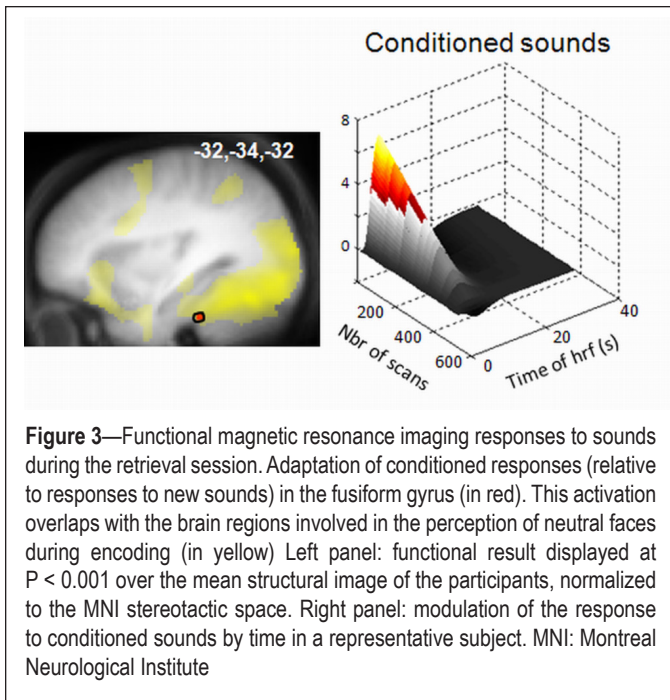 Conditioned sounds
-32,-34,-32
8
4
0
200
400
600
Nbr of scans
0
20
40
Time of hrf (s)
Figure 3—Functional magnetic resonance imaging responses to sounds
during the retrieval session. Adaptation of conditioned responses (relative
to responses to new sounds) in the fusiform gyrus (in red). This activation
overlaps with the brain regions involved in the perception of neutral faces
during encoding (in yellow) Left panel: functional result displayed at
P < 0.001 over the mean structural image of the participants, normalized
to the MNI stereotactic space. Right panel: modulation of the response
to conditioned sounds by time in a representative subject. MNI: Montreal
Neurological Institute